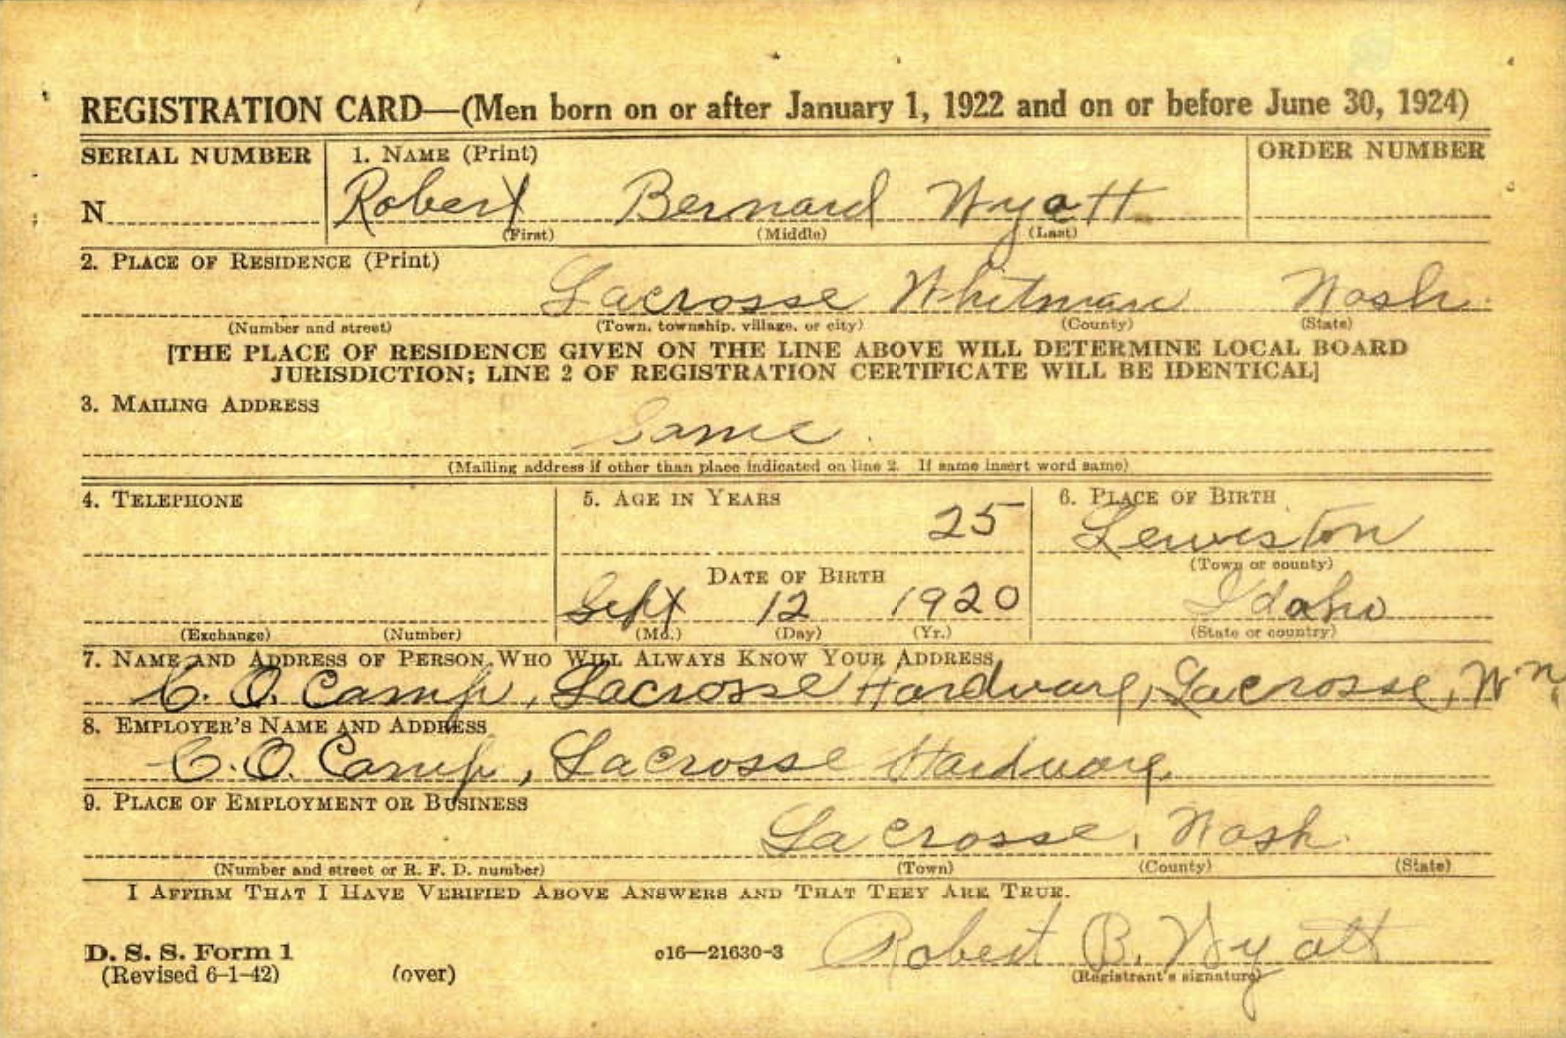 REGISTRATION CARD—(Men born on or after January 1, 1922 and on or before June 30, 1924)
SERIAL NUMBER 1. NAME (Print) ORDER NUMBER
N Robert Bernard Wyatt
(First) (Middle) (Last)
2. PLACE OF RESIDENCE (Print)
Lacrosse Whitman Wash.
(Number and street) (Town, township, village, or city) (County) (State)
[THE PLACE OF RESIDENCE GIVEN ON THE LINE ABOVE WILL DETERMINE LOCAL BOARD
JURISDICTION; LINE 2 OF REGISTRATION CERTIFICATE WILL BE IDENTICAL]
3. MAILING ADDRESS
Same.
(Mailing address if other than place indicated on line 2. If same insert word same)
4. TELEPHONE 5. AGE IN YEARS 6. PLACE OF BIRTH
25 Lewiston
(Town or county)
DATE OF BIRTH
Sept 12 1920 Idaho
(Exchange) (Number) (Mo.) (Day) (Yr.) (State or country)
7. NAME AND ADDRESS OF PERSON WHO WILL ALWAYS KNOW YOUR ADDRESS
C. O. Camp, Lacrosse Hardware, Lacrosse, Wn.
8. EMPLOYER'S NAME AND ADDRESS
C. O. Camp, Lacrosse Hardware
9. PLACE OF EMPLOYMENT OR BUSINESS
La Crosse, Wash.
(Number and street or R. F. D. number) (Town) (County) (State)
I AFFIRM THAT I HAVE VERIFIED ABOVE ANSWERS AND THAT THEY ARE TRUE.
D. S. S. Form 1 o16—21630-3 Robert B. Wyatt
(Revised 6-1-42) (over) (Registrant's signature)